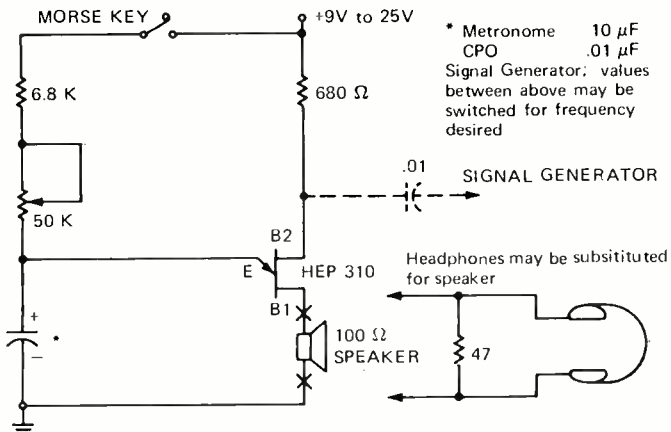 MORSE KEY
+9V to 25V
* Metronome 10 µF
CPO .01 µF
Signal Generator; values
between above may be
switched for frequency
desired
6.8 K
680 Ω
.01
SIGNAL GENERATOR
50 K
B2
E
HEP 310
B1
Headphones may be subsitituted
for speaker
+
*
−
100 Ω
SPEAKER
47